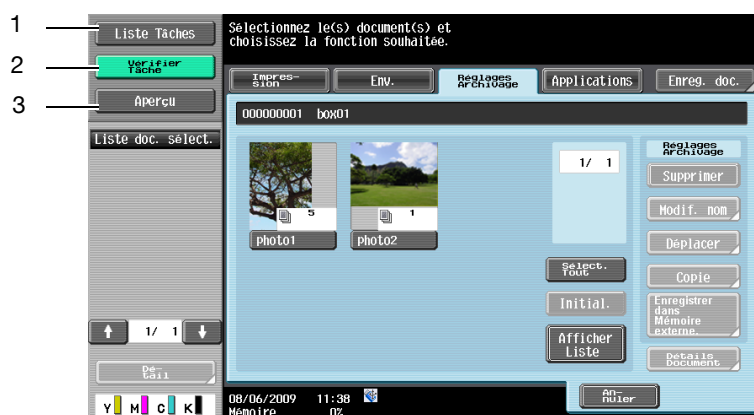 1
2
3
Liste Tâches
Vérifier
Tâche
Aperçu
Liste doc. sélect.
1/ 1
Dé-
tail
Y M C K
Sélectionnez le(s) document(s) et
choisissez la fonction souhaitée.
Impres-
sion
Env.
Réglages
Archivage
Applications
Enreg. doc.
000000001 box01
5
photo1
1
photo2
1/ 1
Sélect.
Tout
Initial.
Afficher
Liste
Réglages
Archivage
Supprimer
Modif. nom
Déplacer
Copie
Enregistrer
dans
Mémoire
externe.
Détails
Document
An-
nuler
08/06/2009 11:38
Mémoire 0%